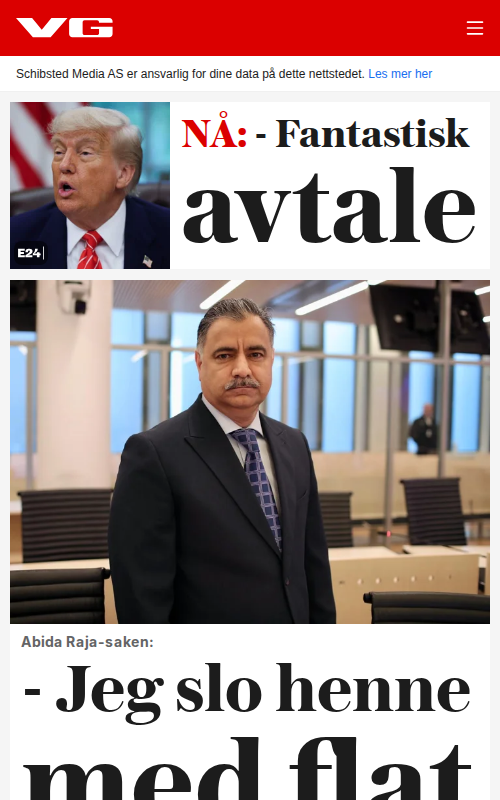 VG
Schibsted Media AS er ansvarlig for dine data på dette nettstedet. Les mer her
NÅ: - Fantastisk
avtale
E24
Abida Raja-saken:
- Jeg slo henne
med flat